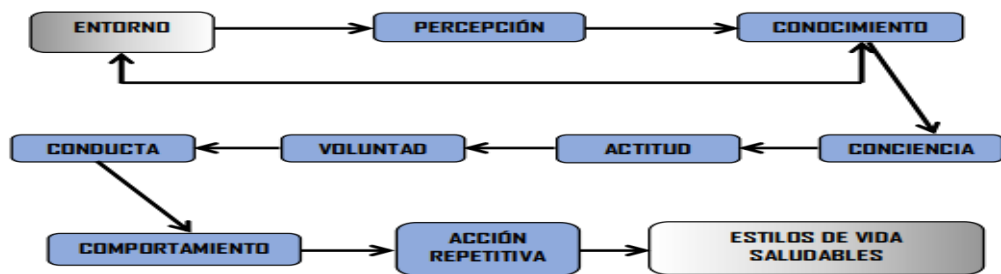 ENTORNO
PERCEPCIÓN
CONOCIMIENTO
CONDUCTA
VOLUNTAD
ACTITUD
CONCIENCIA
COMPORTAMIENTO
ACCIÓN
REPETITIVA
ESTILOS DE VIDA
SALUDABLES